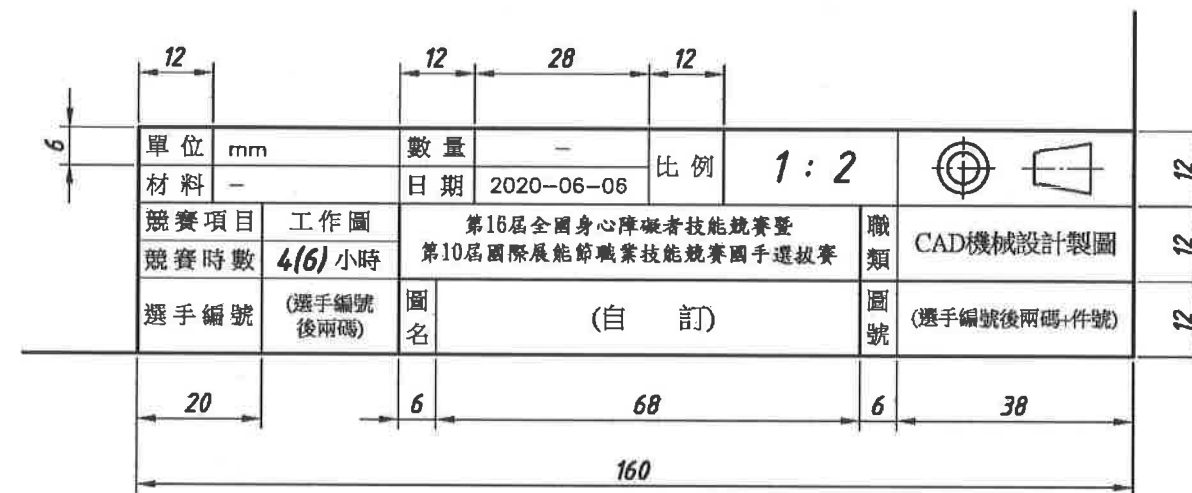 12 12 28 12
6
單位 mm 數量 -
比例 1 : 2
12
材料 - 日期 2020-06-06
競賽項目 工作圖
第16屆全國身心障礙者技能競賽暨
第10屆國際展能節職業技能競賽國手選拔賽
職類
CAD機械設計製圖
12
競賽時數 4(6)小時
選手編號
(選手編號
後兩碼)
圖名
(自 訂)
圖號
(選手編號後兩碼+件號)
12
20 6 68 6 38
160